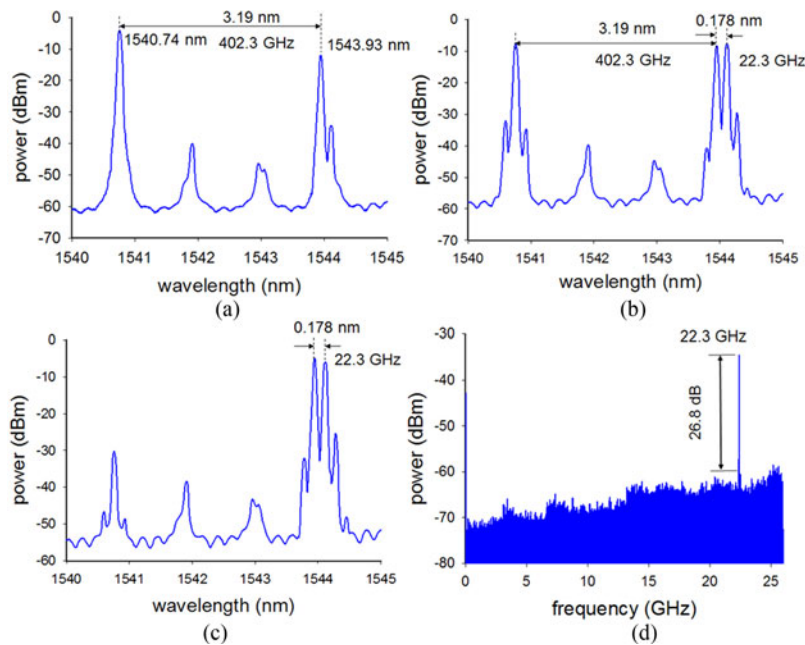 0
-10
-20
-30
-40
-50
-60
-70
power (dBm)
3.19 nm
1540.74 nm
402.3 GHz
1543.93 nm
1540 1541 1542 1543 1544 1545
wavelength (nm)
(a)
0
-10
-20
-30
-40
-50
-60
-70
power (dBm)
3.19 nm
402.3 GHz
0.178 nm
22.3 GHz
1540 1541 1542 1543 1544 1545
wavelength (nm)
(b)
0
-10
-20
-30
-40
-50
-60
power (dBm)
0.178 nm
22.3 GHz
1540 1541 1542 1543 1544 1545
wavelength (nm)
(c)
-30
-40
-50
-60
-70
-80
power (dBm)
22.3 GHz
26.8 dB
0 5 10 15 20 25
frequency (GHz)
(d)